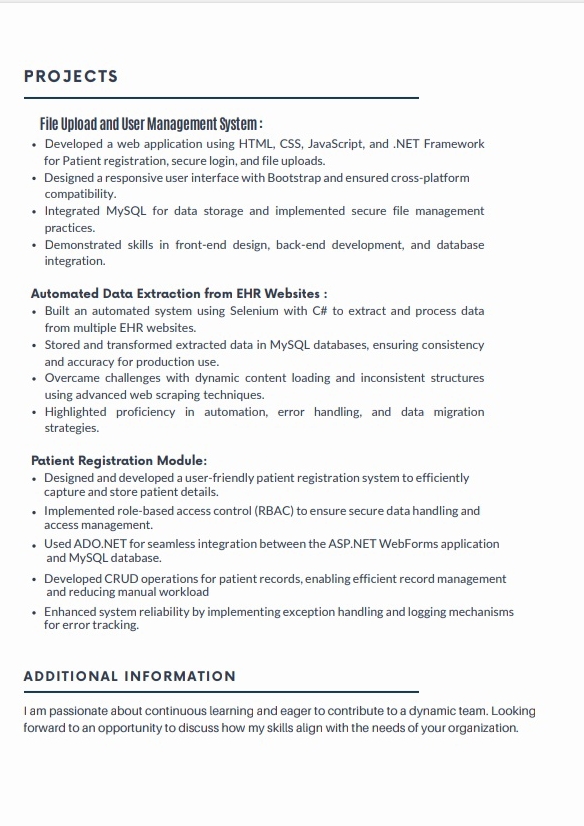 PROJECTS
File Upload and User Management System :
• Developed a web application using HTML, CSS, JavaScript, and .NET Framework
for Patient registration, secure login, and file uploads.
• Designed a responsive user interface with Bootstrap and ensured cross-platform
compatibility.
• Integrated MySQL for data storage and implemented secure file management
practices.
• Demonstrated skills in front-end design, back-end development, and database
integration.
Automated Data Extraction from EHR Websites :
• Built an automated system using Selenium with C# to extract and process data
from multiple EHR websites.
• Stored and transformed extracted data in MySQL databases, ensuring consistency
and accuracy for production use.
• Overcame challenges with dynamic content loading and inconsistent structures
using advanced web scraping techniques.
• Highlighted proficiency in automation, error handling, and data migration
strategies.
Patient Registration Module:
• Designed and developed a user-friendly patient registration system to efficiently
capture and store patient details.
• Implemented role-based access control (RBAC) to ensure secure data handling and
access management.
• Used ADO.NET for seamless integration between the ASP.NET WebForms application
and MySQL database.
• Developed CRUD operations for patient records, enabling efficient record management
and reducing manual workload
• Enhanced system reliability by implementing exception handling and logging mechanisms
for error tracking.
ADDITIONAL INFORMATION
I am passionate about continuous learning and eager to contribute to a dynamic team. Looking
forward to an opportunity to discuss how my skills align with the needs of your organization.